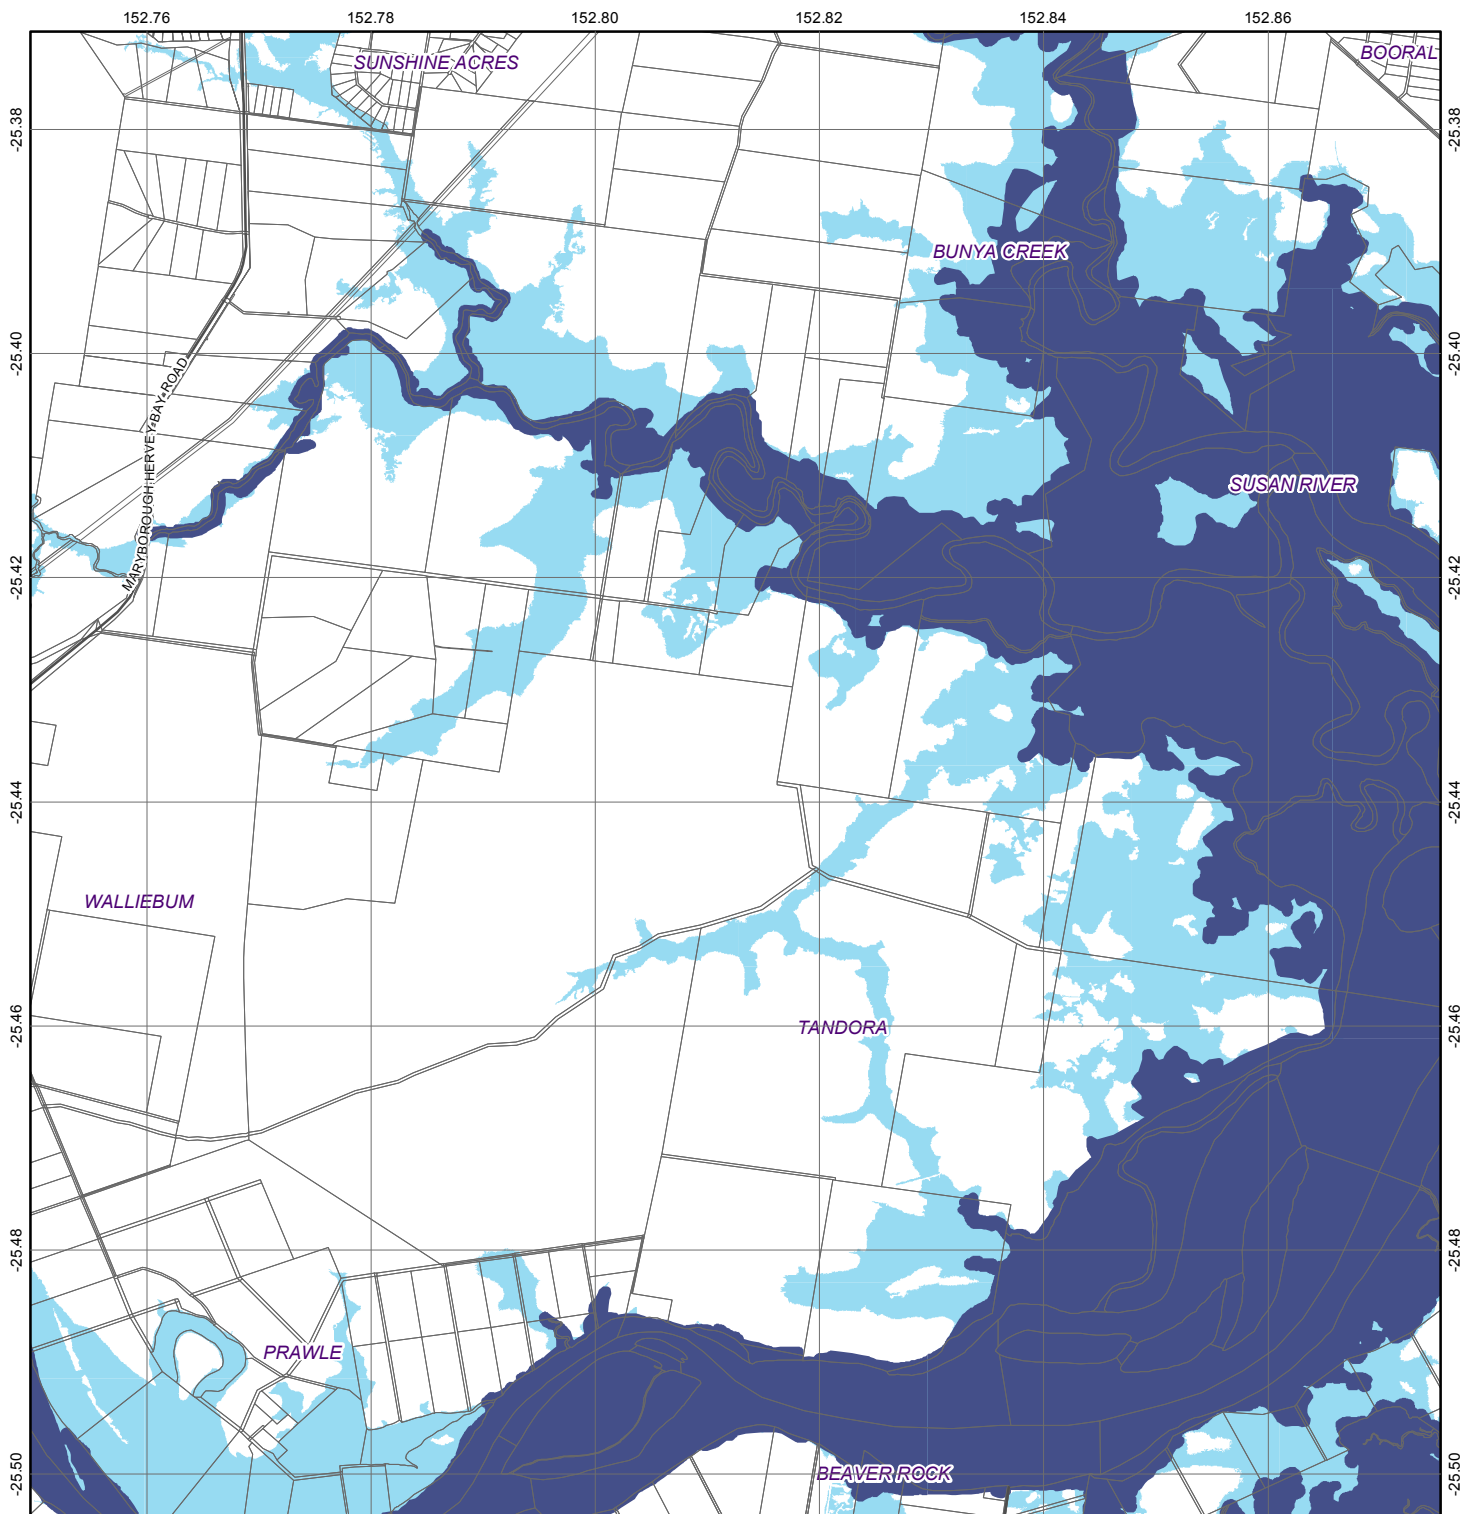 152.76 152.78 152.80 152.82 152.84 152.86
SUNSHINE ACRES
BOORAL
-25.38 -25.38
BUNYA CREEK
-25.40 -25.40
MARYBOROUGH-HERVEY-BAY-ROAD
SUSAN RIVER
-25.42 -25.42
-25.44 -25.44
WALLIEBUM
TANDORA
-25.46 -25.46
-25.48 -25.48
PRAWLE
BEAVER ROCK
-25.50 -25.50